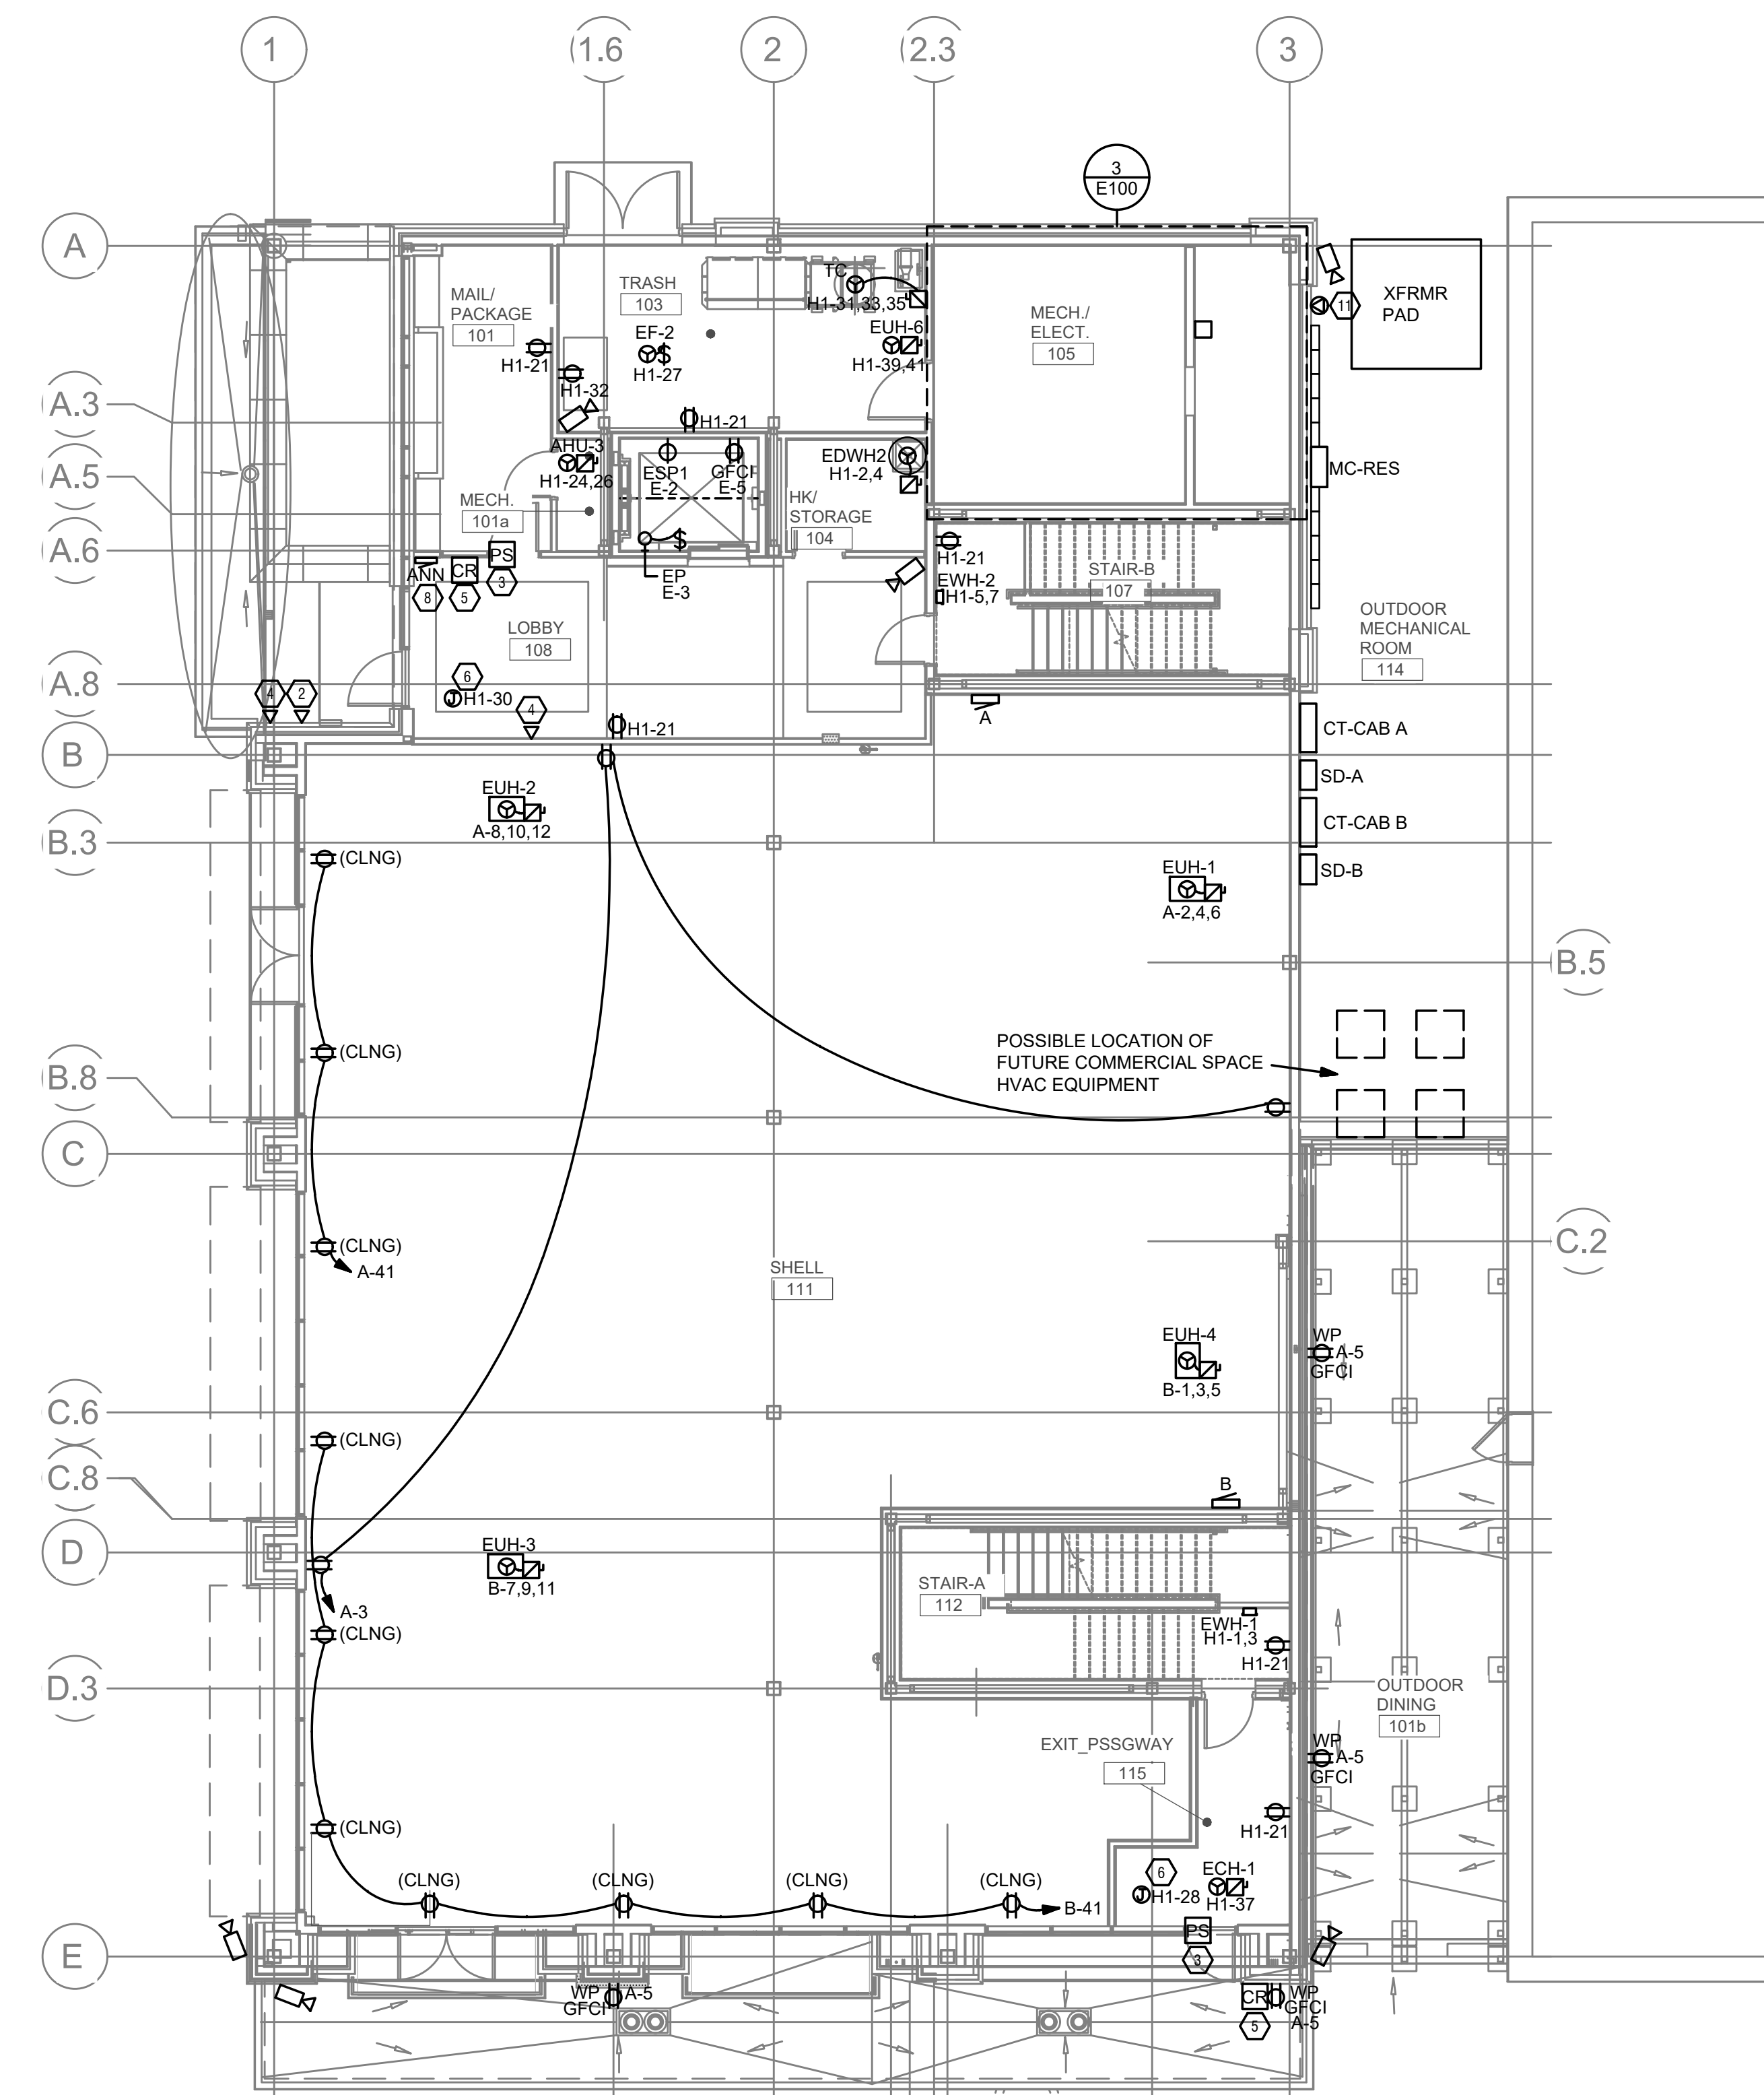 1
1.6
2
2.3
3
3
E100
A
A.3
A.5
A.6
A.8
B
B.3
B.8
C
C.6
C.8
D
D.3
E
B.5
C.2
MAIL/
PACKAGE
101
H1-21
TRASH
103
EF-2
$
H1-27
H1-32
H1-21
TC
H1-31,33,35
EUH-6
H1-39,41
MECH./
ELECT.
105
11
XFRMR
PAD
MC-RES
AHU-3
H1-24,26
MECH.
101a
ESP1
E-2
GFCI
E-5
$
EP
E-3
EDWH2
H1-2,4
HK/
STORAGE
104
H1-21
EWH-2
H1-5,7
STAIR-B
107
OUTDOOR
MECHANICAL
ROOM
114
ANN
8
CR
5
PS
3
LOBBY
108
6
J H1-30
4
4
2
H1-21
A
CT-CAB A
SD-A
CT-CAB B
SD-B
EUH-2
A-8,10,12
EUH-1
A-2,4,6
(CLNG)
(CLNG)
(CLNG)
A-41
POSSIBLE LOCATION OF
FUTURE COMMERCIAL SPACE
HVAC EQUIPMENT
SHELL
111
EUH-4
B-1,3,5
WP
A-5
GFCI
(CLNG)
B
EUH-3
B-7,9,11
A-3
(CLNG)
STAIR-A
112
EWH-1
H1-1,3
H1-21
OUTDOOR
DINING
101b
EXIT_PSSGWAY
115
WP
A-5
GFCI
H1-21
(CLNG)
(CLNG)
(CLNG)
(CLNG)
(CLNG)
B-41
6
J H1-28
ECH-1
H1-37
PS
3
WP
A-5
GFCI
CR
5
WP
GFCI
A-5